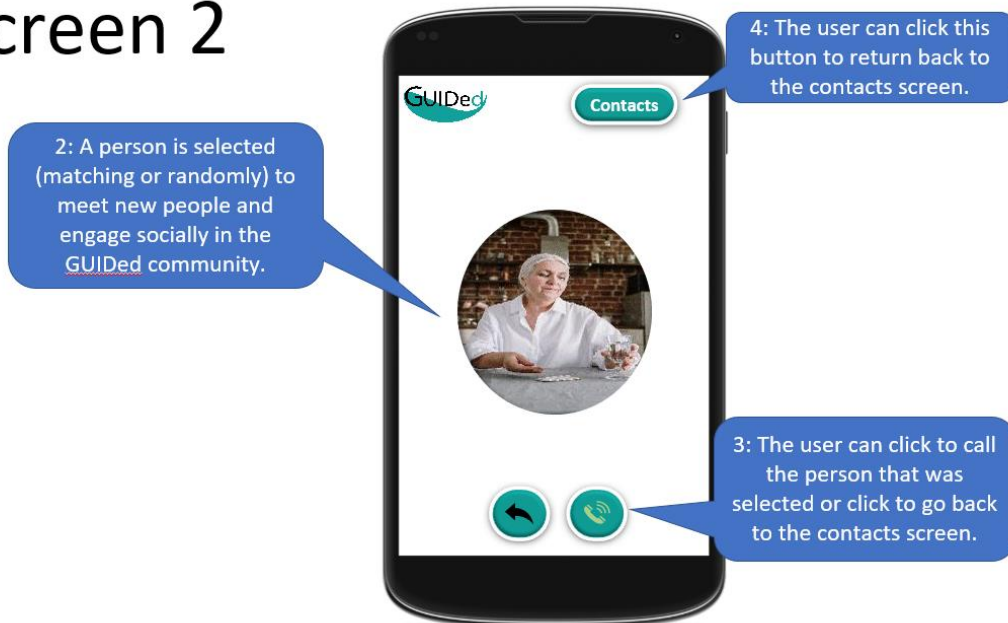 creen 2
4: The user can click this
button to return back to
the contacts screen.
GUIDed
Contacts
2: A person is selected
(matching or randomly) to
meet new people and
engage socially in the
GUIDed community.
3: The user can click to call
the person that was
selected or click to go back
to the contacts screen.